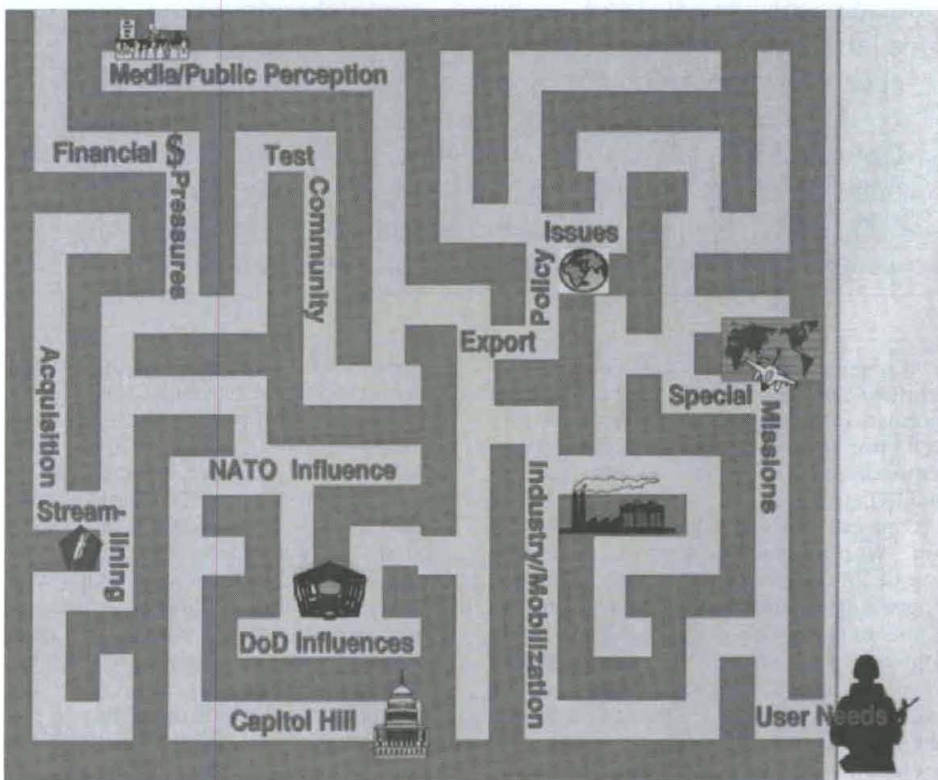 Media/Public Perception
Financial $
Pressures
Test
Community
Issues
Policy
Export
Acquisition
Stream-
lining
Special
Missions
NATO Influence
Industry/Mobilization
DoD Influences
Capitol Hill
User Needs